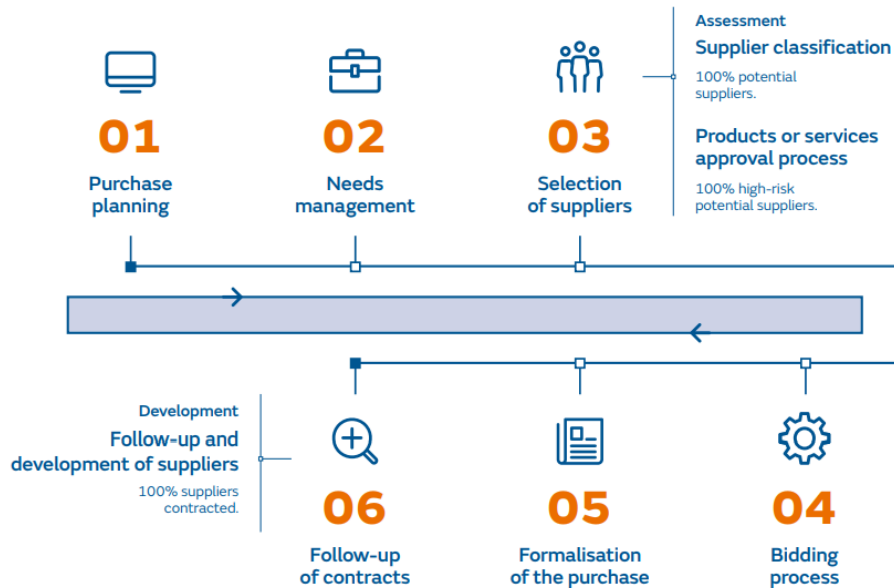 Assessment
Supplier classification
100% potential
suppliers.
Products or services
approval process
100% high-risk
potential suppliers.
01
Purchase
planning
02
Needs
management
03
Selection
of suppliers
Development
Follow-up and
development of suppliers
100% suppliers
contracted.
06
Follow-up
of contracts
05
Formalisation
of the purchase
04
Bidding
process